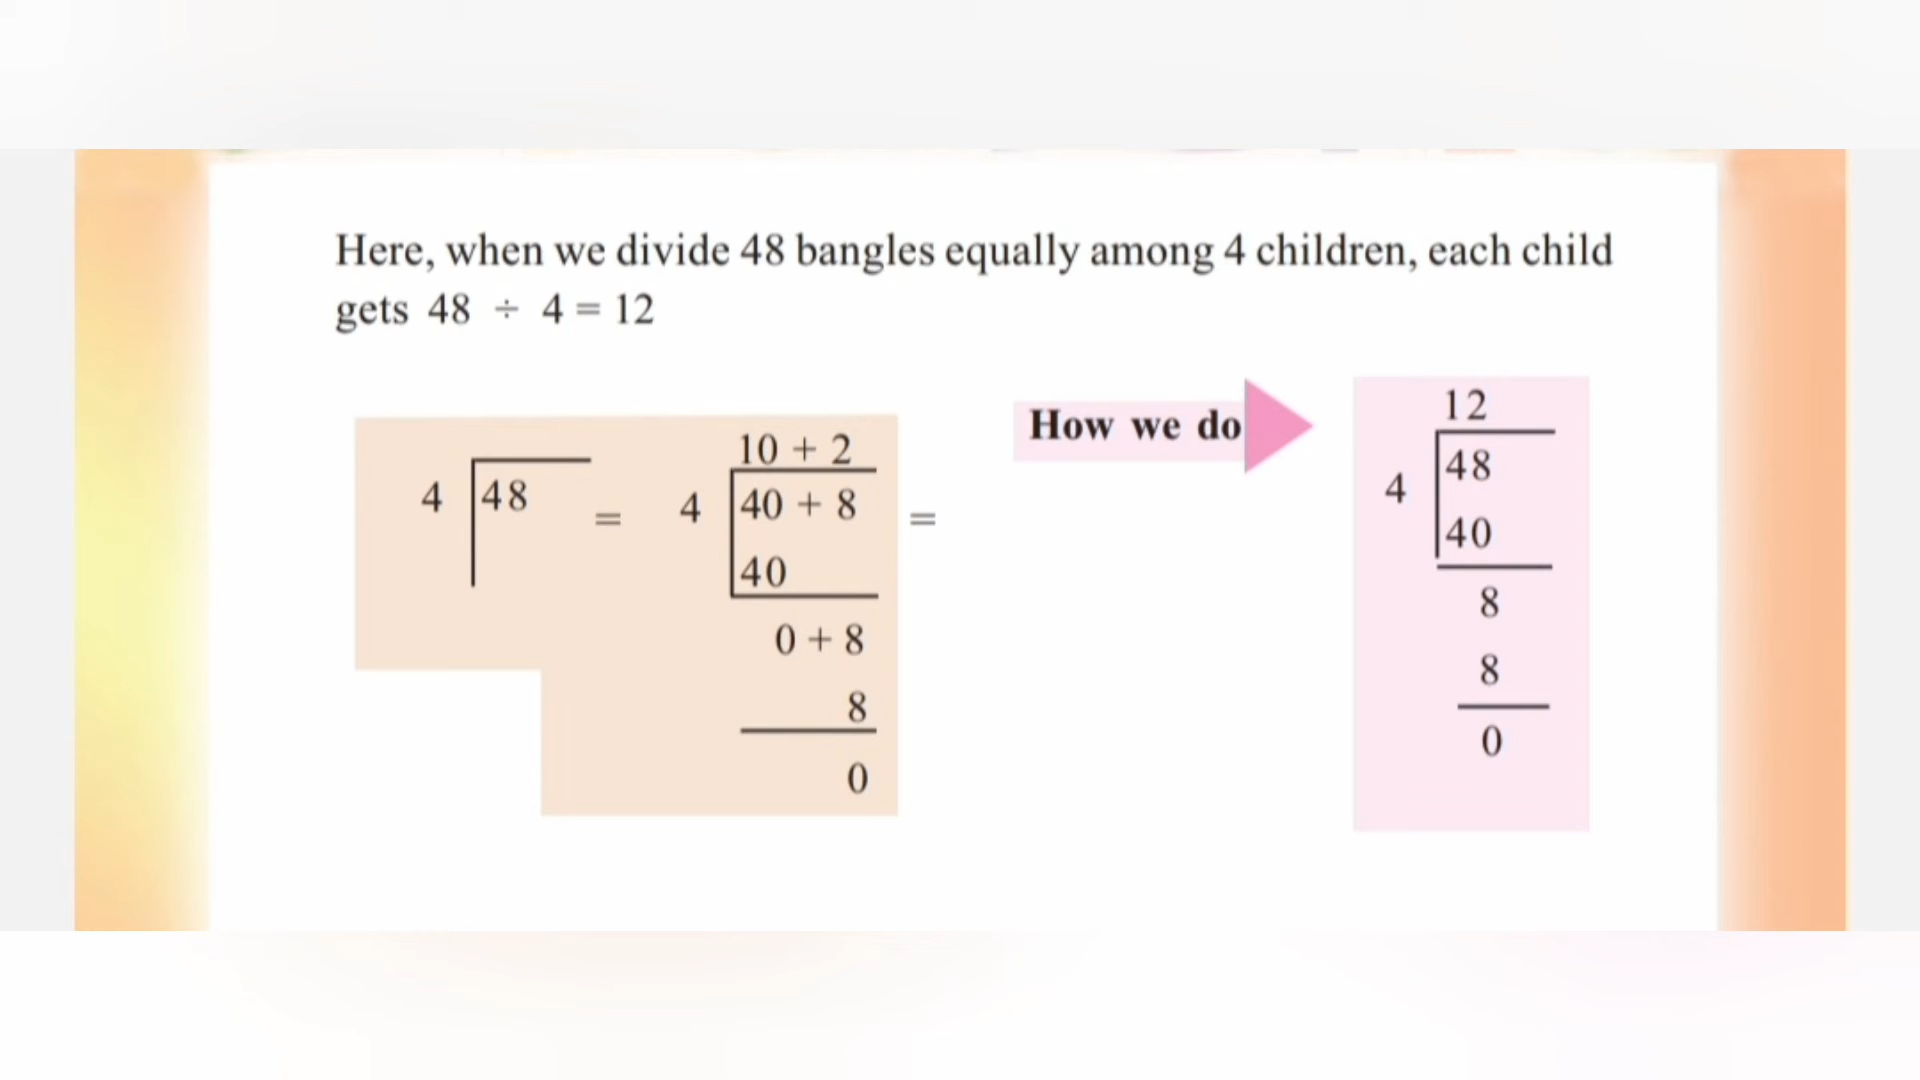 Here, when we divide 48 bangles equally among 4 children, each child
gets 48 ÷ 4 = 12
4 48 =
10 + 2
4 40 + 8 =
40
0 + 8
8
0
How we do
12
4 48
40
8
8
0